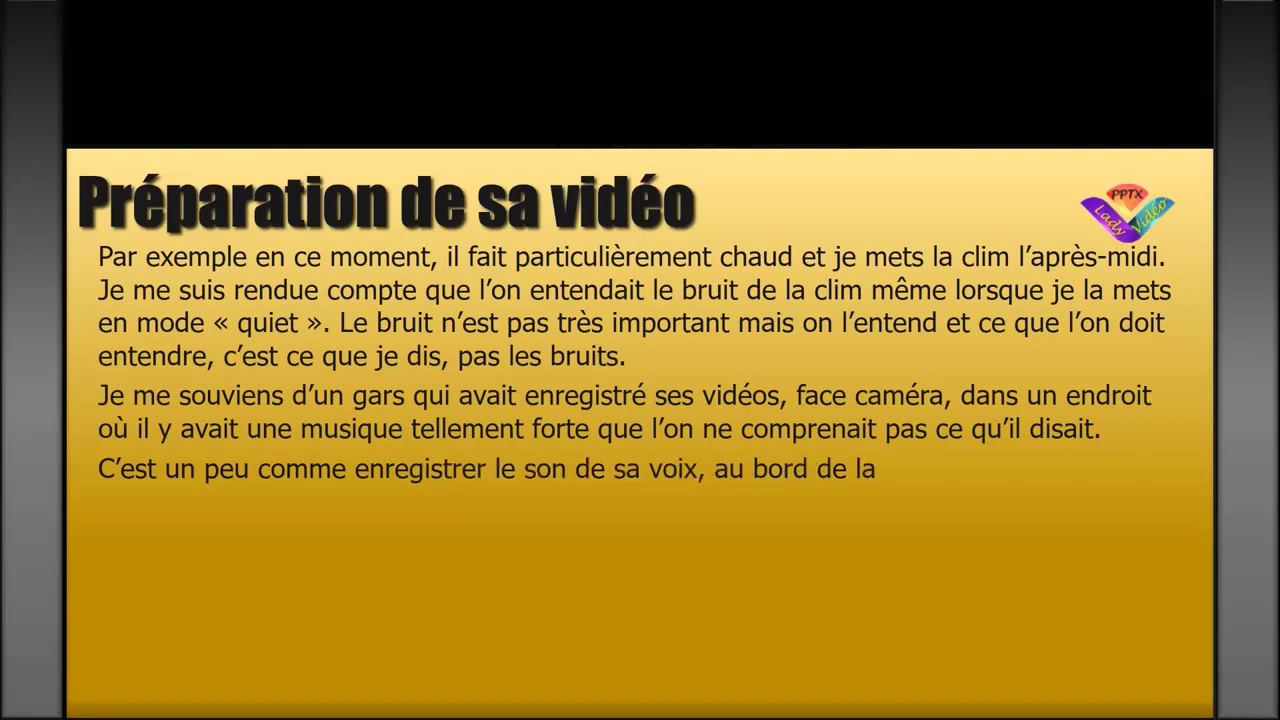 Préparation de sa vidéo
PPTX
Lady Vidéo
Par exemple en ce moment, il fait particulièrement chaud et je mets la clim l’après-midi.
Je me suis rendue compte que l’on entendait le bruit de la clim même lorsque je la mets
en mode « quiet ». Le bruit n’est pas très important mais on l’entend et ce que l’on doit
entendre, c’est ce que je dis, pas les bruits.
Je me souviens d’un gars qui avait enregistré ses vidéos, face caméra, dans un endroit
où il y avait une musique tellement forte que l’on ne comprenait pas ce qu’il disait.
C’est un peu comme enregistrer le son de sa voix, au bord de la